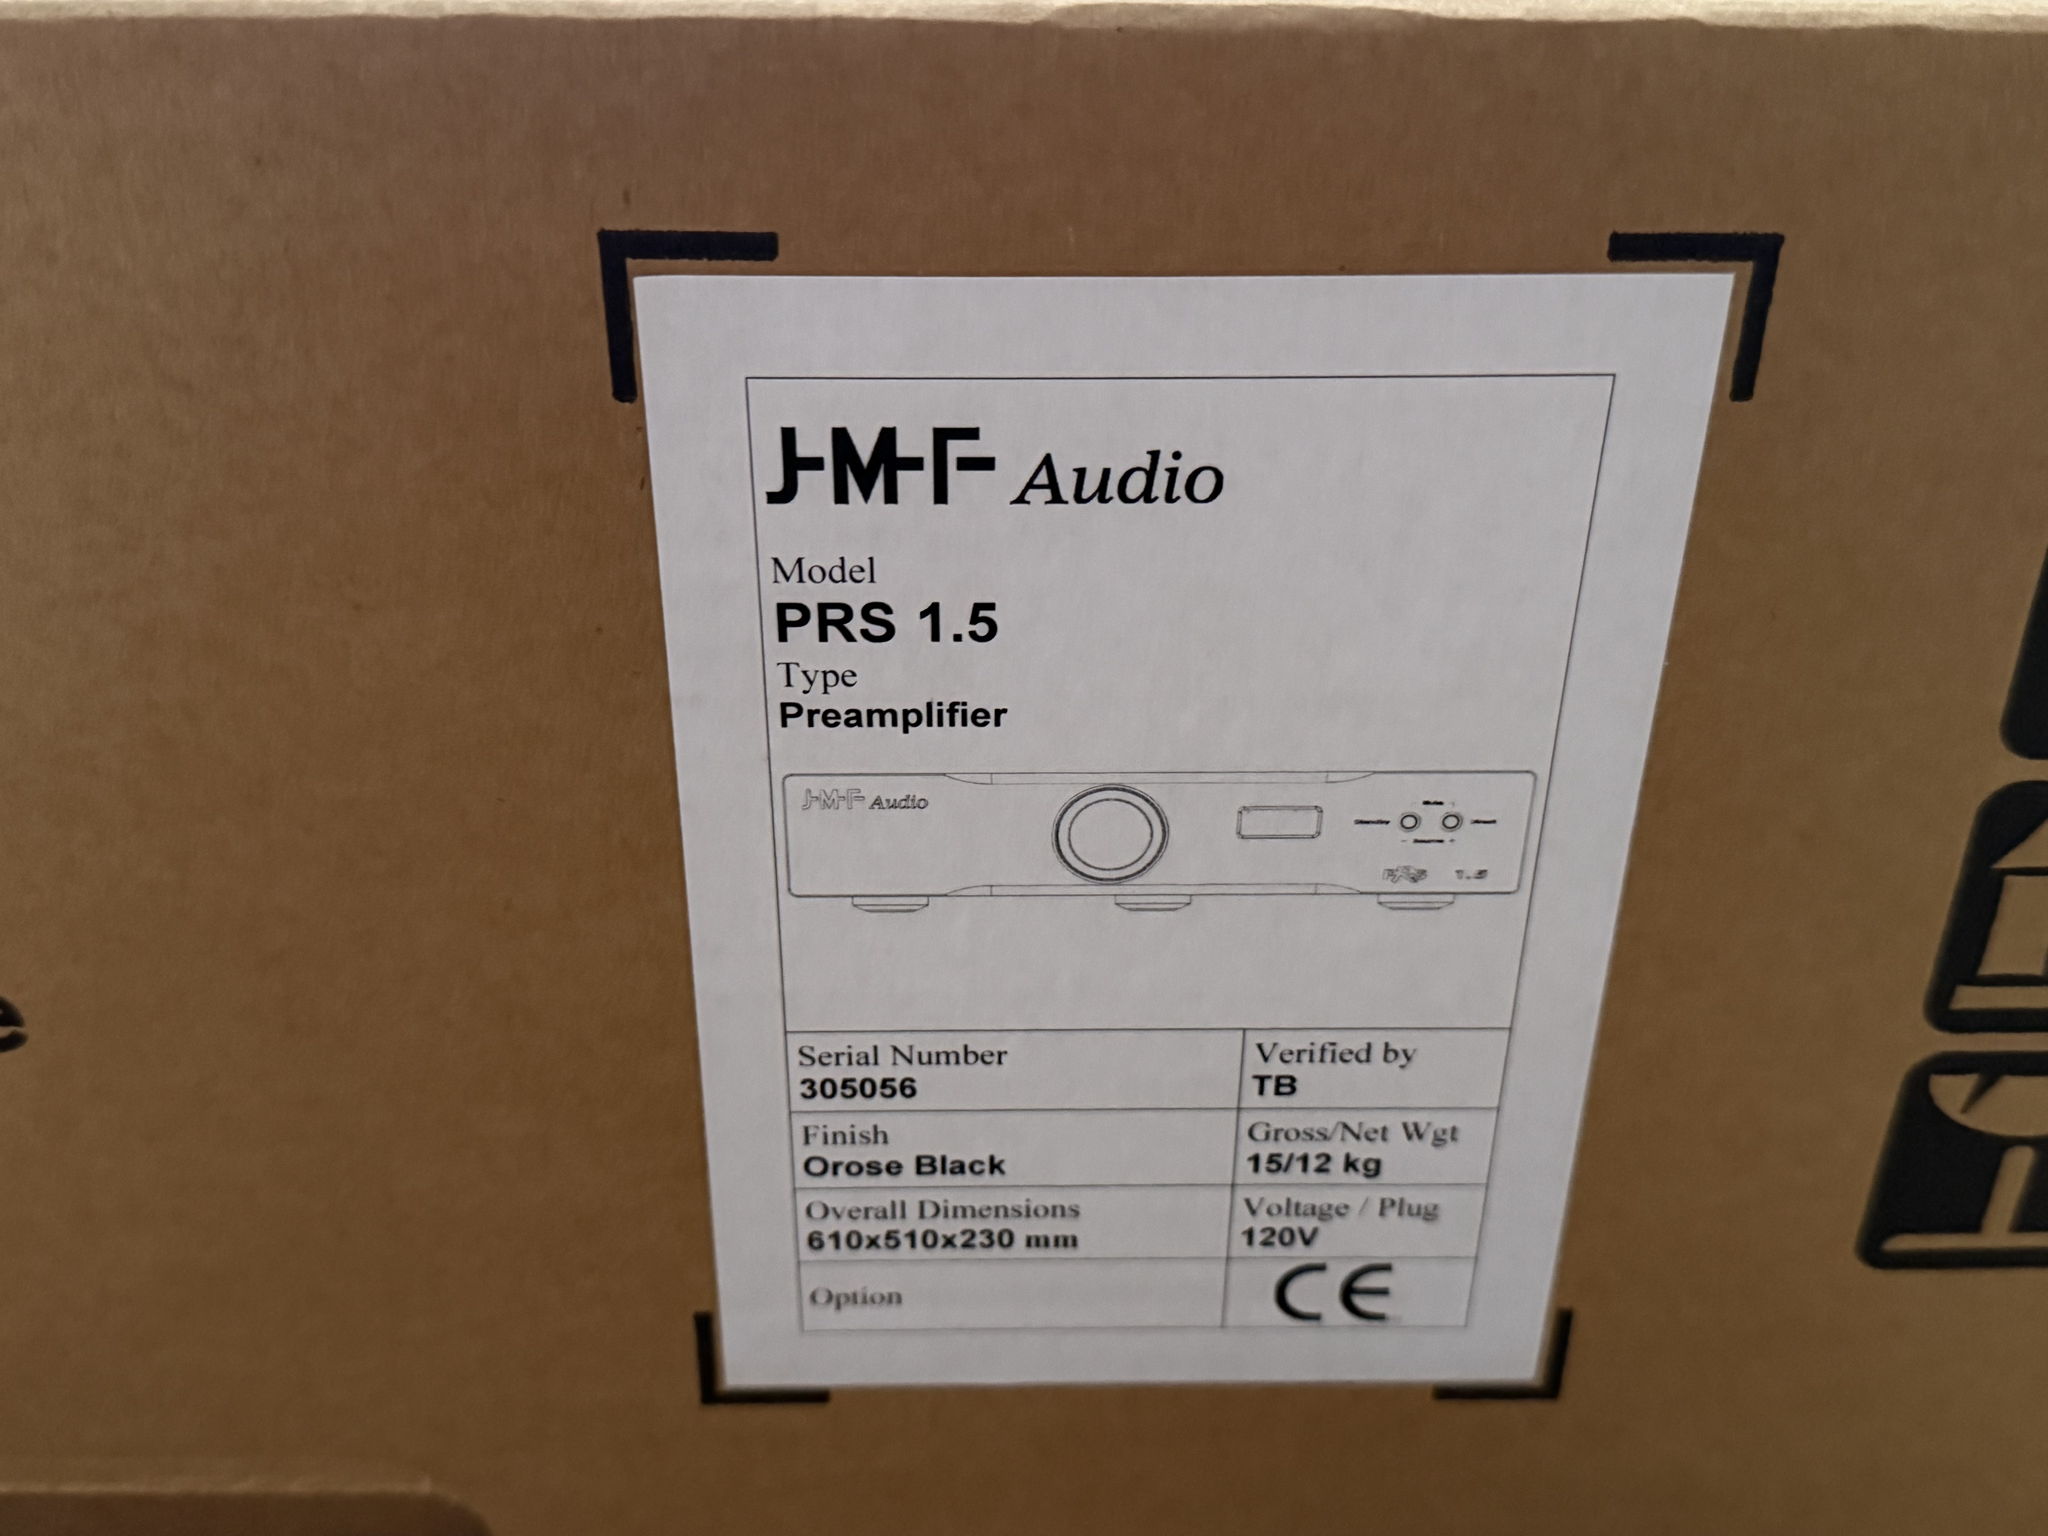 JMF Audio
Model
PRS 1.5
Type
Preamplifier
JMF Audio
PRS 1.5
Serial Number
305056
Verified by
TB
Finish
Orose Black
Gross/Net Wgt
15/12 kg
Overall Dimensions
610x510x230 mm
Voltage / Plug
120V
Option
CE